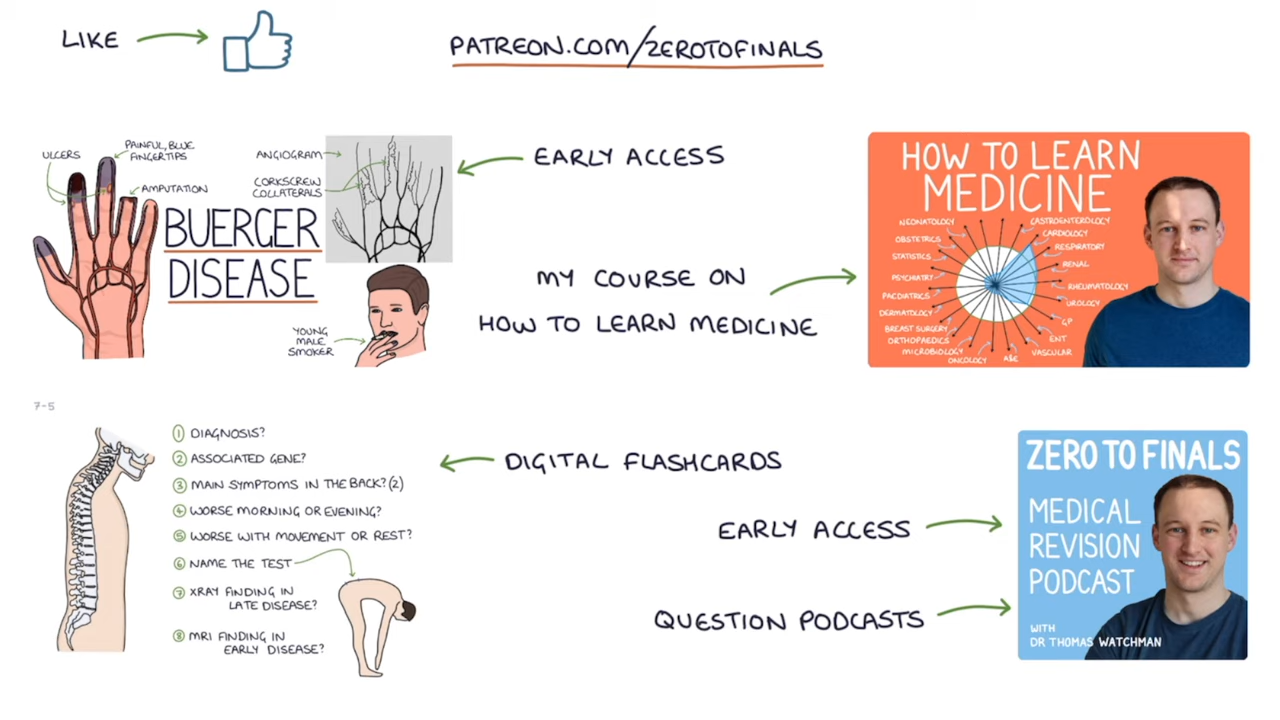 LIKE
PATREON.COM/ZEROTOFINALS
ULCERS
PAINFUL, BLUE
FINGERTIPS
AMPUTATION
ANGIOGRAM
CORKSCREW
COLLATERALS
BUERGER
DISEASE
YOUNG
MALE
SMOKER
EARLY ACCESS
MY COURSE ON
HOW TO LEARN MEDICINE
HOW TO LEARN
MEDICINE
NEONATOLOGY
OBSTETRICS
STATISTICS
PSYCHIATRY
PAEDIATRICS
DERMATOLOGY
BREAST SURGERY
ORTHOPAEDICS
MICROBIOLOGY
ONCOLOGY
A&E
VASCULAR
ENT
GP
UROLOGY
RHEUMATOLOGY
RENAL
RESPIRATORY
CARDIOLOGY
GASTROENTEROLOGY
7-5
1 DIAGNOSIS?
2 ASSOCIATED GENE?
3 MAIN SYMPTOMS IN THE BACK? (2)
4 WORSE MORNING OR EVENING?
5 WORSE WITH MOVEMENT OR REST?
6 NAME THE TEST
7 XRAY FINDING IN
LATE DISEASE?
8 MRI FINDING IN
EARLY DISEASE?
DIGITAL FLASHCARDS
EARLY ACCESS
QUESTION PODCASTS
ZERO TO FINALS
MEDICAL
REVISION
PODCAST
WITH
DR THOMAS WATCHMAN